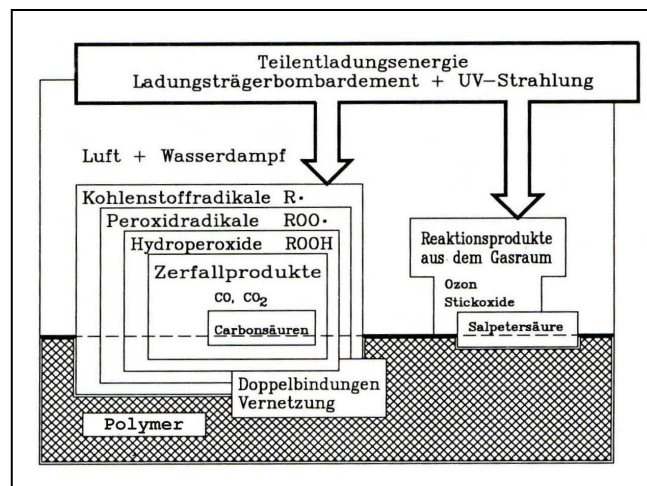 Teilentladungsenergie
Ladungsträgerbombardement + UV-Strahlung
Luft + Wasserdampf
Kohlenstoffradikale R·
Peroxidradikale ROO·
Hydroperoxide ROOH
Zerfallprodukte
CO, CO₂
Carbonsäuren
Doppelbindungen
Vernetzung
Polymer
Reaktionsprodukte
aus dem Gasraum
Ozon
Stickoxide
Salpetersäure